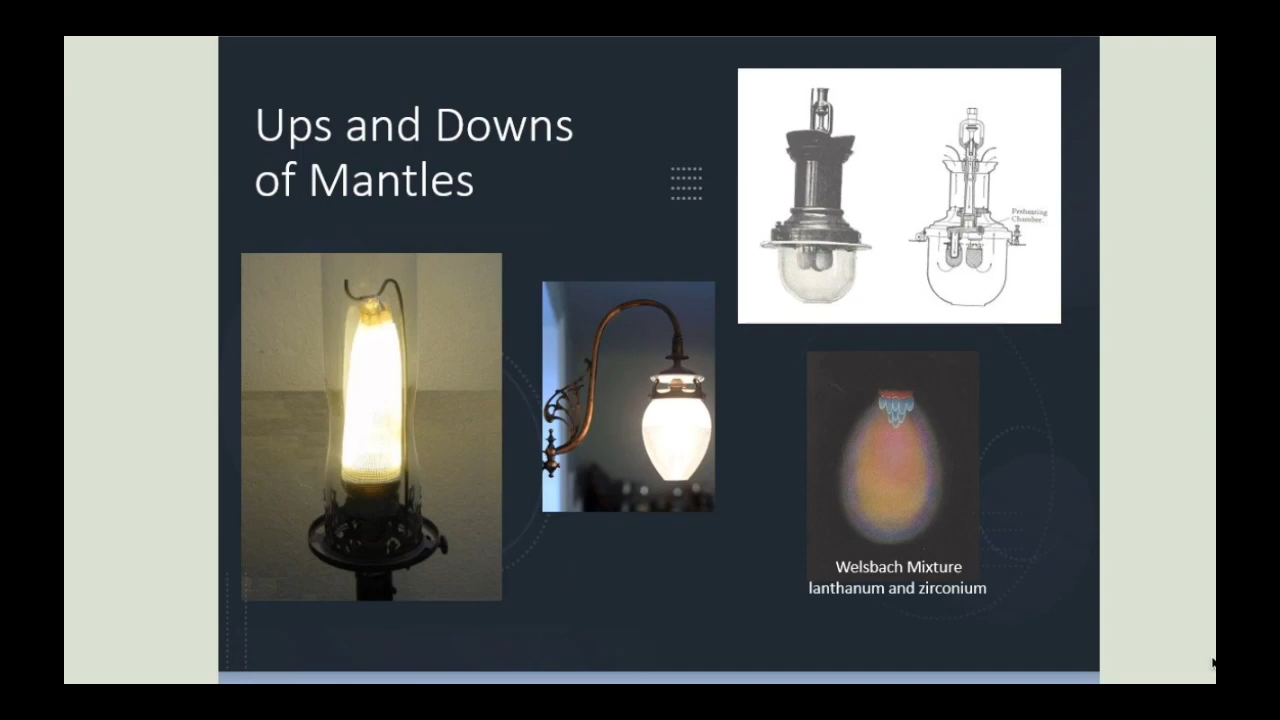 Ups and Downs
of Mantles
Preheating
Chamber.
Welsbach Mixture
lanthanum and zirconium